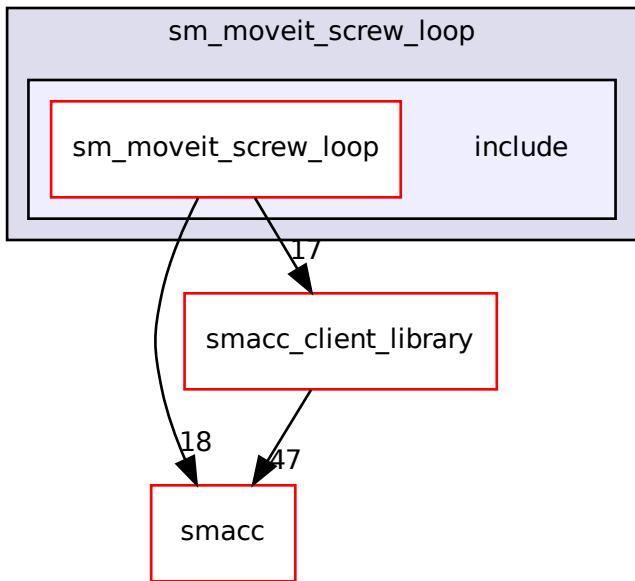 sm_moveit_screw_loop
sm_moveit_screw_loop
include
17
smacc_client_library
18
47
smacc